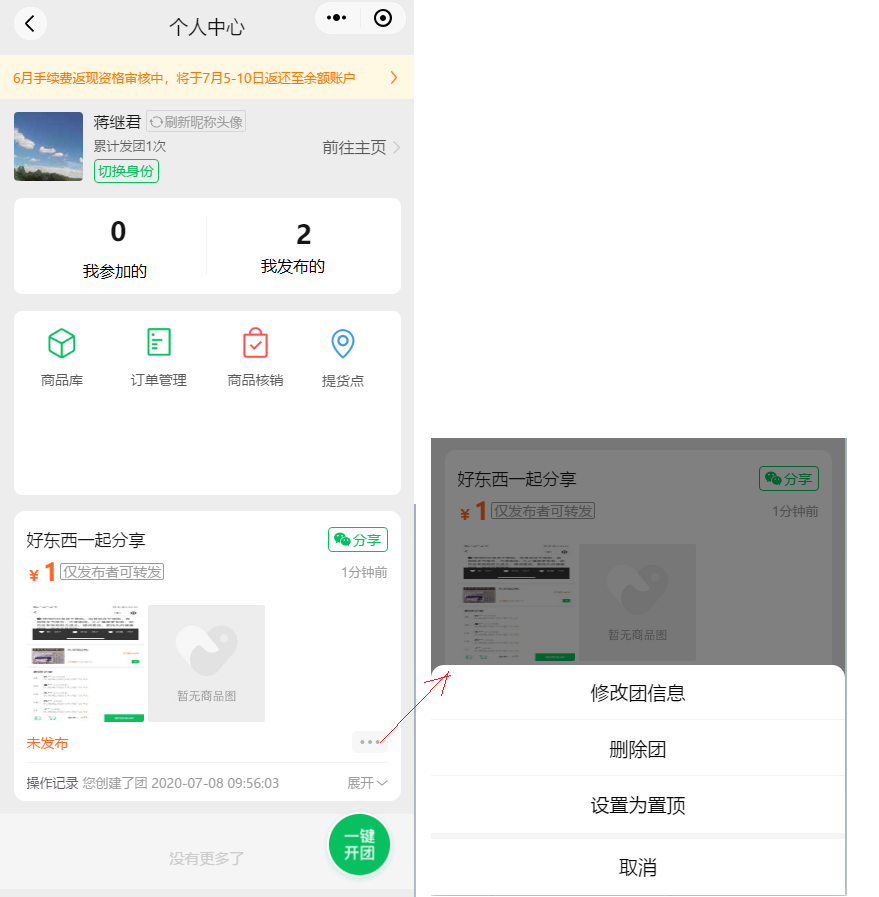 个人中心
6月手续费返现资格审核中，将于7月5-10日返还至余额账户
蒋继君 刷新昵称头像
累计发团1次
前往主页
切换身份
0
2
我参加的
我发布的
商品库
订单管理
商品核销
提货点
好东西一起分享
分享
¥ 1 仅发布者可转发
1分钟前
暂无商品图
未发布
操作记录 您创建了团 2020-07-08 09:56:03
展开
没有更多了
一键
开团
好东西一起分享
分享
¥ 1 仅发布者可转发
1分钟前
暂无商品图
修改团信息
删除团
设置为置顶
取消